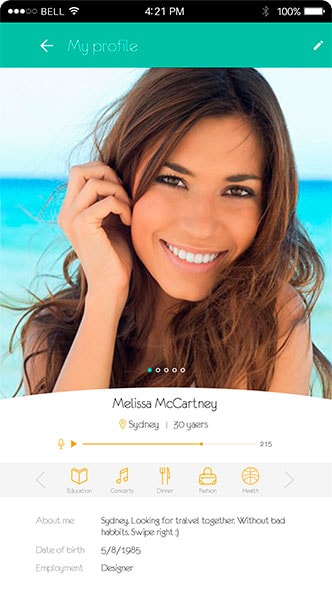 BELL 4:21 PM 100%
My profile
Melissa McCartney
Sydney | 30 yaers
2:15
Education Concerts Dinner Fashion Health
About me Sydney. Looking for tralvel together, Without bad
habbits. Swipe right :)
Date of birth 5/8/1985
Employment Designer